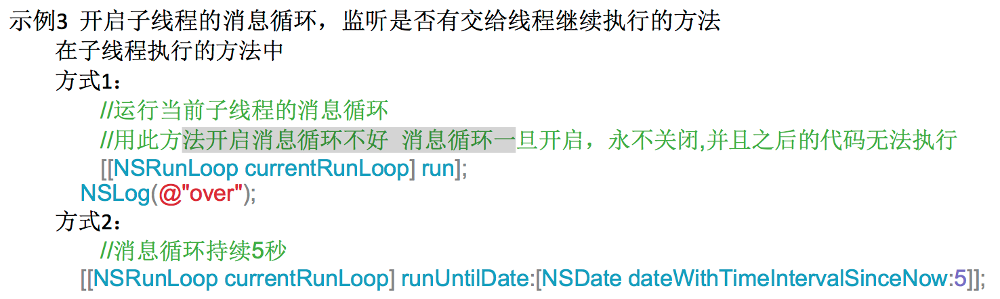 示例3 开启子线程的消息循环，监听是否有交给线程继续执行的方法
在子线程执行的方法中
方式1：
//运行当前子线程的消息循环
//用此方法开启消息循环不好 消息循环一旦开启，永不关闭,并且之后的代码无法执行
[[NSRunLoop currentRunLoop] run];
NSLog(@"over");
方式2：
//消息循环持续5秒
[[NSRunLoop currentRunLoop] runUntilDate:[NSDate dateWithTimeIntervalSinceNow:5]];